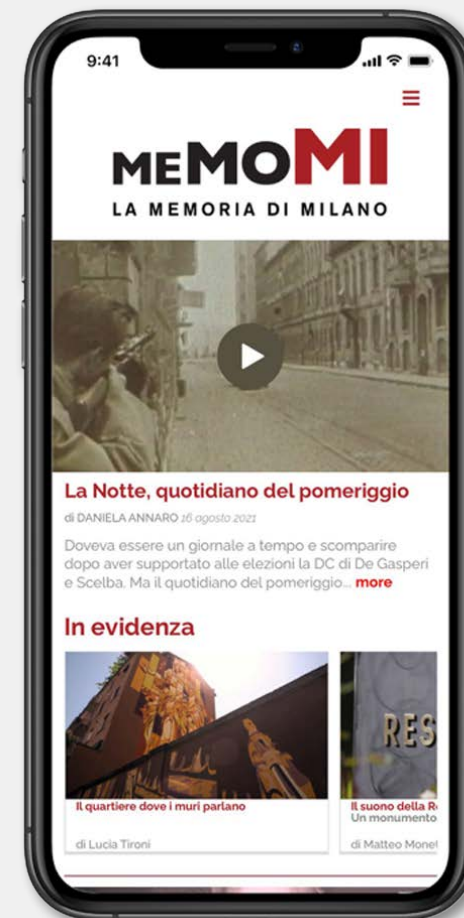 9:41
MEMOMI
LA MEMORIA DI MILANO
La Notte, quotidiano del pomeriggio
di DANIELA ANNARO 16 agosto 2021
Doveva essere un giornale a tempo e scomparire
dopo aver supportato alle elezioni la DC di De Gasperi
e Scelba. Ma il quotidiano del pomeriggio... more
In evidenza
RES
Il quartiere dove i muri parlano
di Lucia Tironi
Il suono della
Un monumento
di Matteo